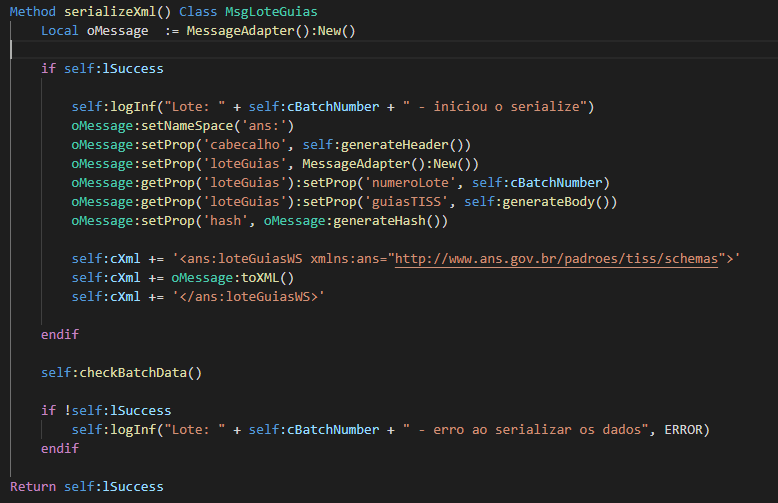 Method serializeXml() Class MsgLoteGuias
Local oMessage  := MessageAdapter():New()
if self:lSuccess
self:logInf("Lote: " + self:cBatchNumber + " - iniciou o serialize")
oMessage:setNameSpace('ans:')
oMessage:setProp('cabecalho', self:generateHeader())
oMessage:setProp('loteGuias', MessageAdapter():New())
oMessage:getProp('loteGuias'):setProp('numeroLote', self:cBatchNumber)
oMessage:getProp('loteGuias'):setProp('guiasTISS', self:generateBody())
oMessage:setProp('hash', oMessage:generateHash())
self:cXml += '<ans:loteGuiasWS xmlns:ans="http://www.ans.gov.br/padroes/tiss/schemas">'
self:cXml += oMessage:toXML()
self:cXml += '</ans:loteGuiasWS>'
endif
self:checkBatchData()
if !self:lSuccess
self:logInf("Lote: " + self:cBatchNumber + " - erro ao serializar os dados", ERROR)
endif
Return self:lSuccess